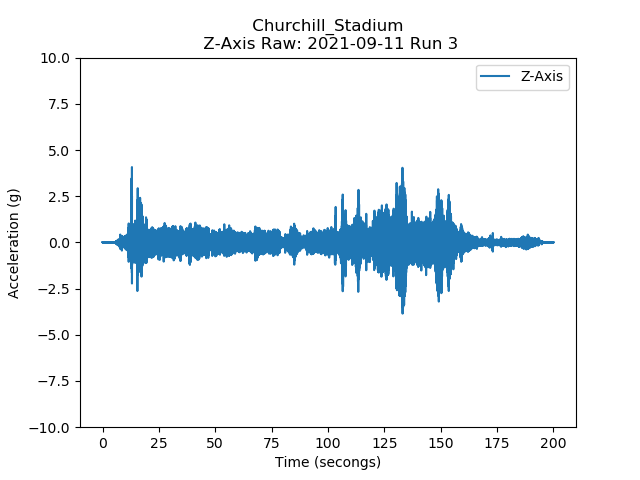 Churchill_Stadium
Z-Axis Raw: 2021-09-11 Run 3
10.0
7.5
5.0
2.5
0.0
−2.5
−5.0
−7.5
−10.0
Acceleration (g)
Z-Axis
0 25 50 75 100 125 150 175 200
Time (secongs)